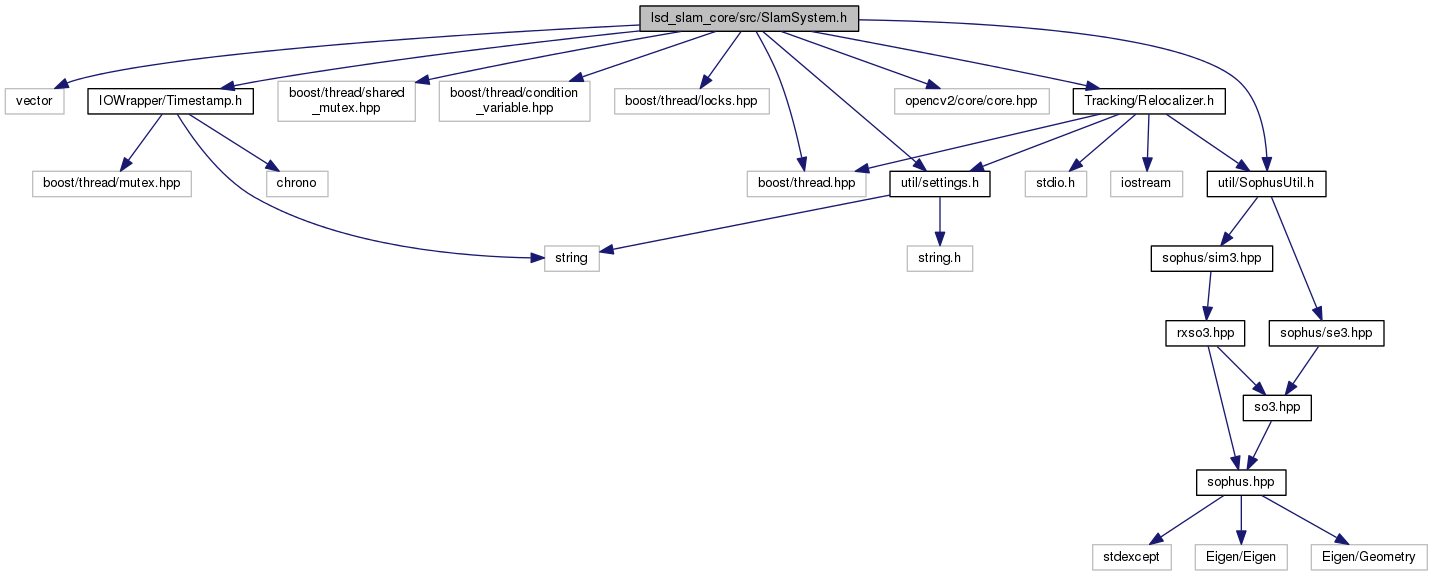 lsd_slam_core/src/SlamSystem.h
vector
IOWrapper/Timestamp.h
boost/thread/shared
_mutex.hpp
boost/thread/condition
_variable.hpp
boost/thread/locks.hpp
opencv2/core/core.hpp
Tracking/Relocalizer.h
boost/thread/mutex.hpp
chrono
boost/thread.hpp
util/settings.h
stdio.h
iostream
util/SophusUtil.h
string
string.h
sophus/sim3.hpp
rxso3.hpp
sophus/se3.hpp
so3.hpp
sophus.hpp
stdexcept
Eigen/Eigen
Eigen/Geometry